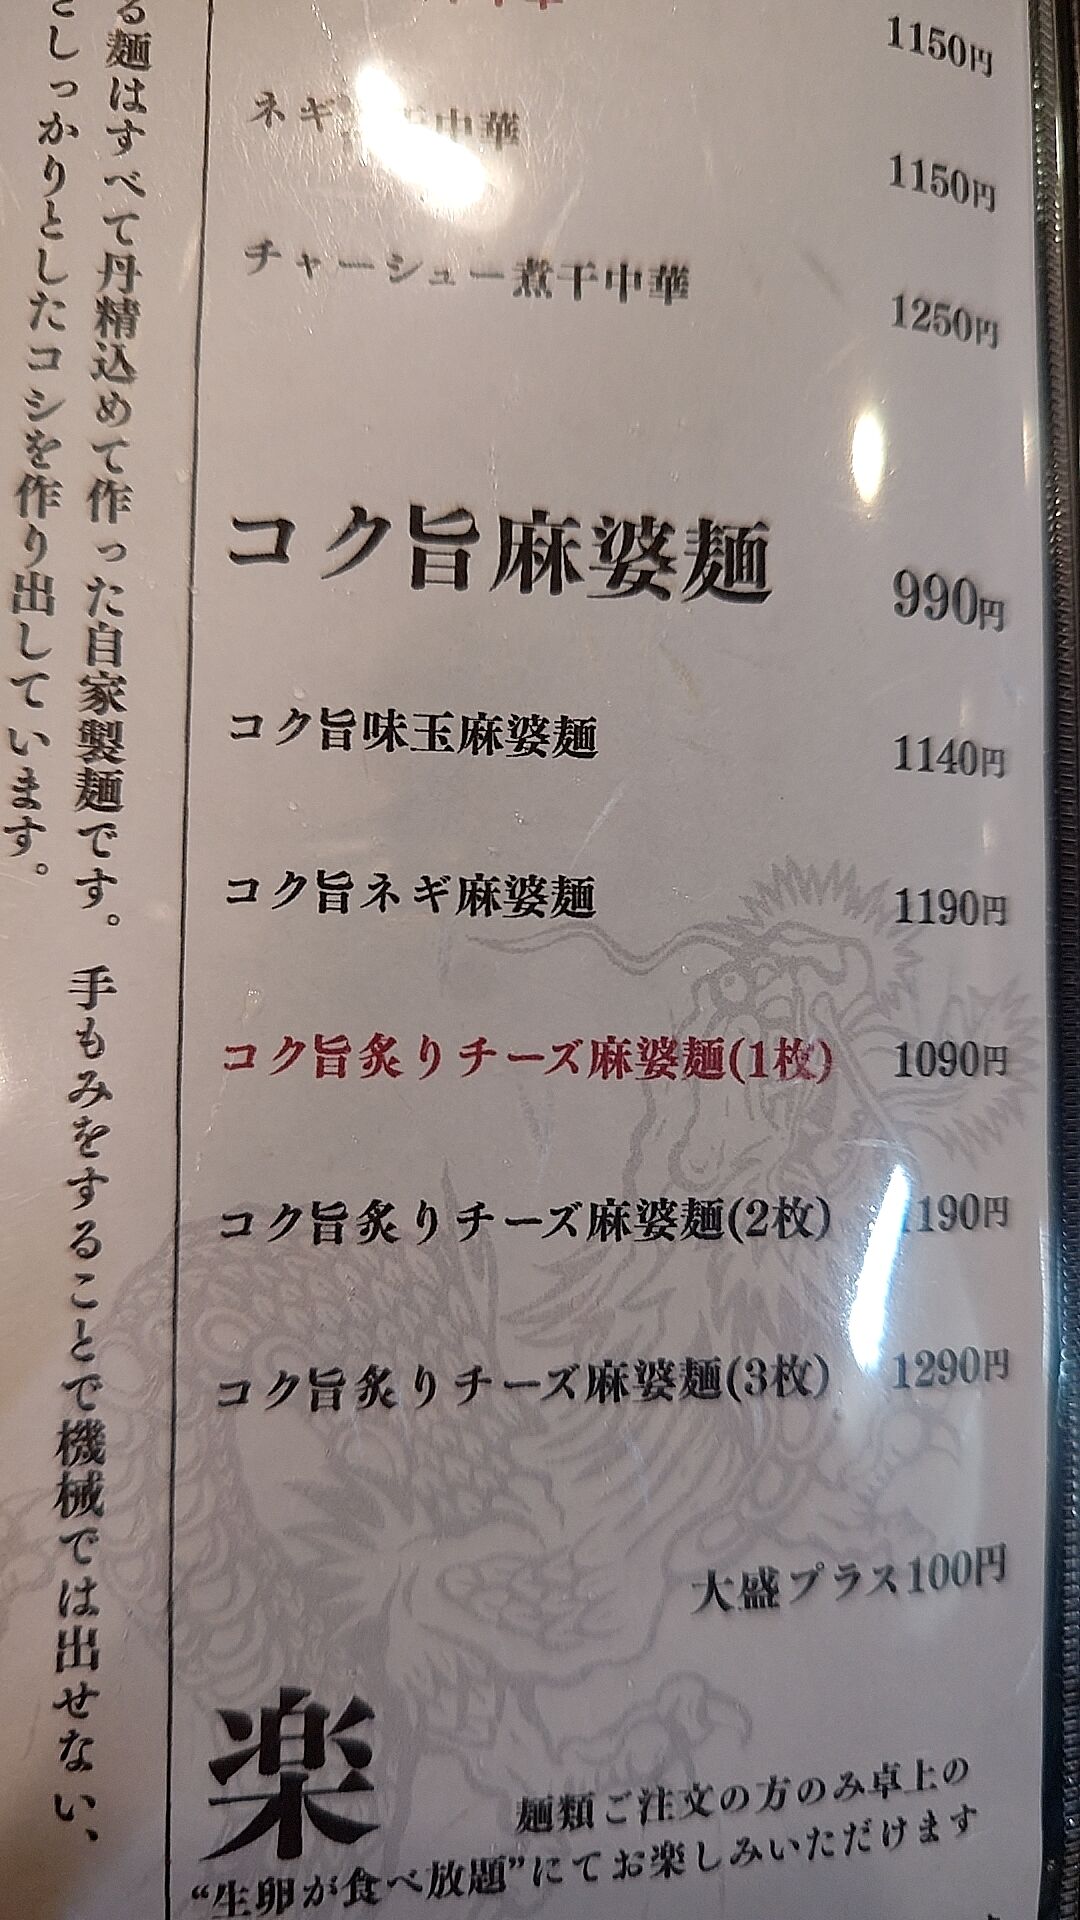 1150円
ネギ 中華
1150円
チャーシュー煮干中華
1250円
コク旨麻婆麺
990円
コク旨味玉麻婆麺
1140円
コク旨ネギ麻婆麺
1190円
コク旨炙りチーズ麻婆麺(1枚)
1090円
コク旨炙りチーズ麻婆麺(2枚)
1190円
コク旨炙りチーズ麻婆麺(3枚)
1290円
大盛プラス100円
楽
麺類ご注文の方のみ卓上の
“生卵が食べ放題”にてお楽しみいただけます
る麺はすべて丹精込めて作った自家製麺です。 手もみをすることで機械では出せない、
しっかりとしたコシを作り出しています。